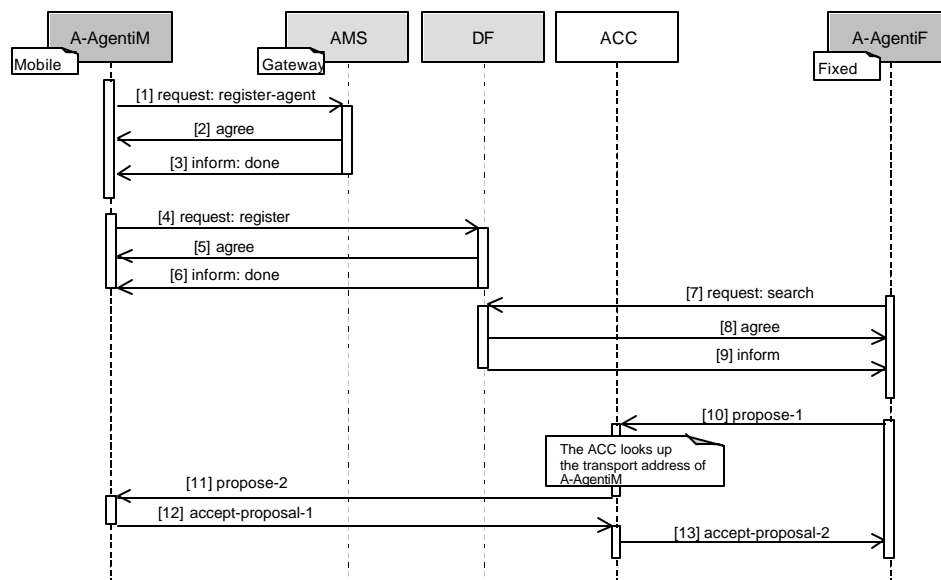 A-AgentiM
AMS
DF
ACC
A-AgentiF
Mobile
Gateway
Fixed
[1] request: register-agent
[2] agree
[3] inform: done
[4] request: register
[5] agree
[6] inform: done
[7] request: search
[8] agree
[9] inform
[10] propose-1
The ACC looks up
the transport address of
A-AgentiM
[11] propose-2
[12] accept-proposal-1
[13] accept-proposal-2